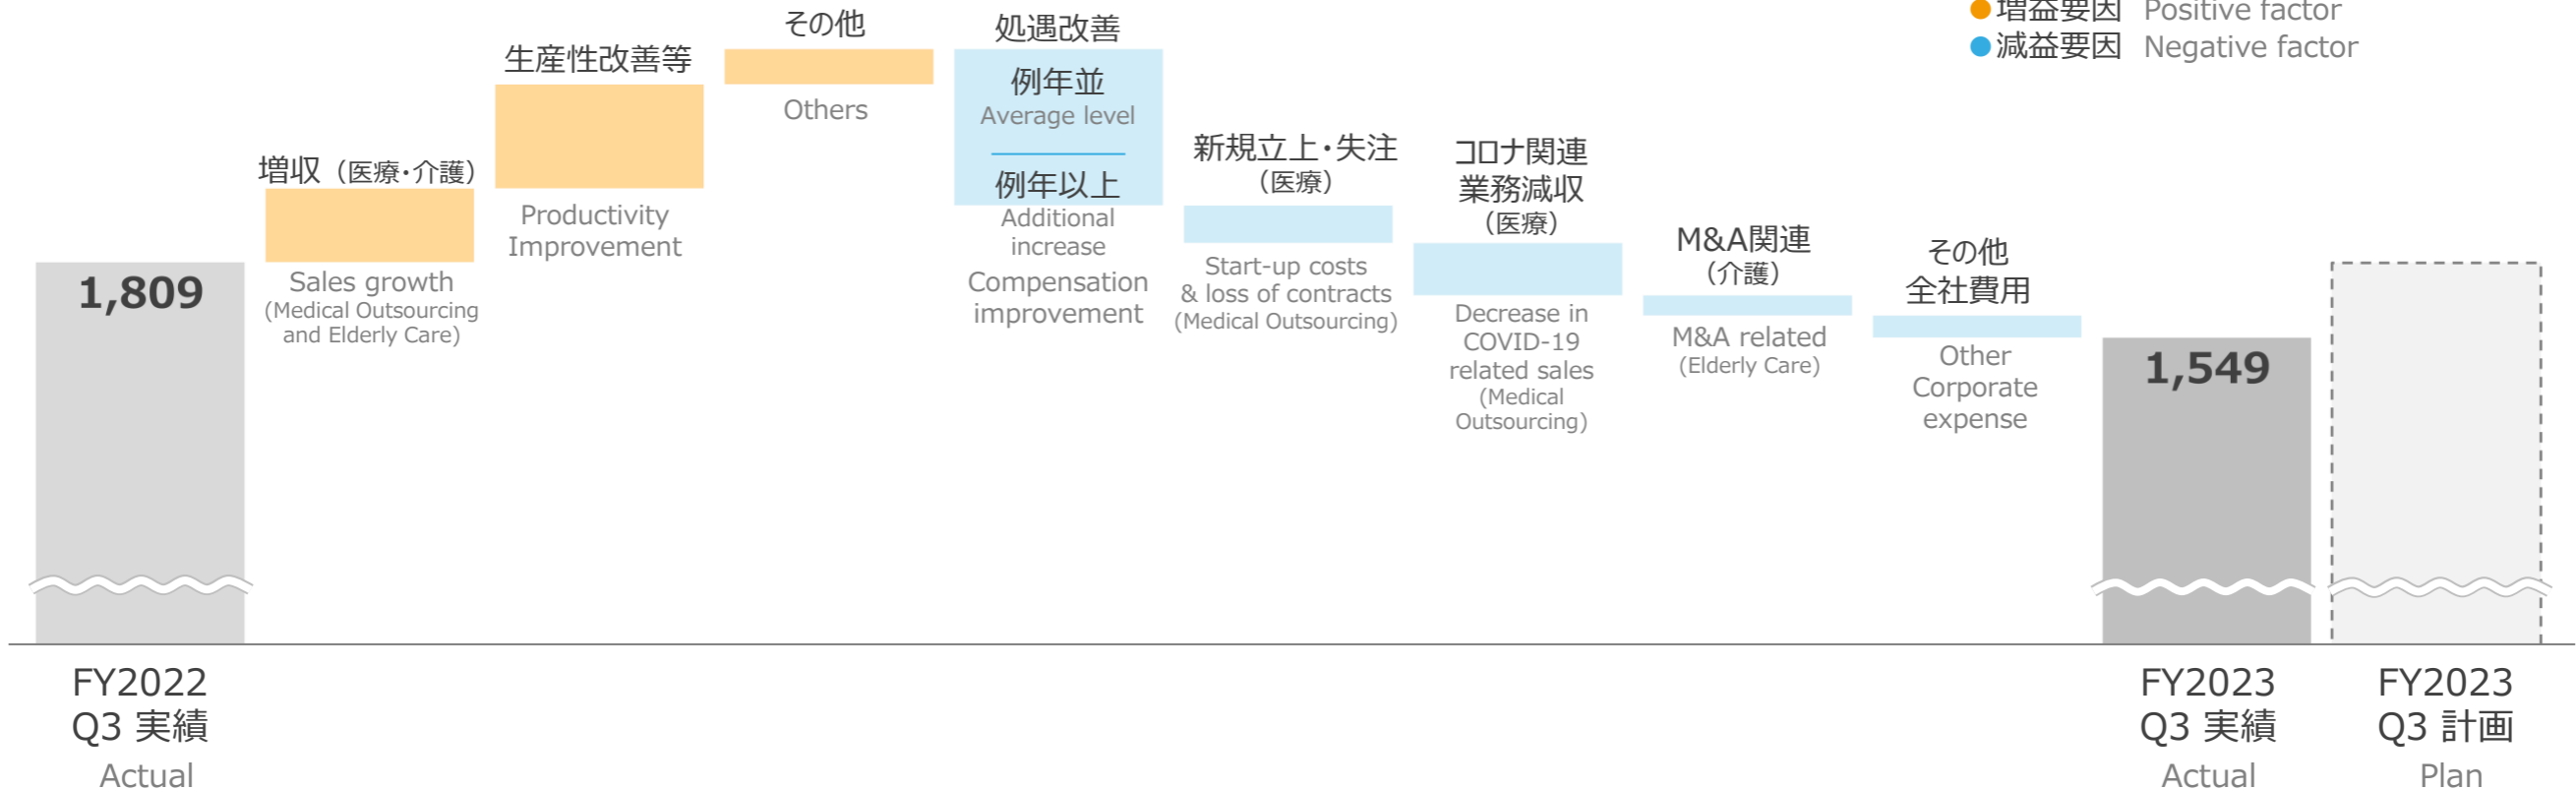 ●増益要因 Positive factor
●減益要因 Negative factor
1,809
増収（医療・介護）
Sales growth
(Medical Outsourcing
and Elderly Care)
生産性改善等
Productivity
Improvement
その他
Others
処遇改善
例年並
Average level
例年以上
Additional
increase
Compensation
improvement
新規立上・失注
（医療）
Start-up costs
& loss of contracts
(Medical Outsourcing)
コロナ関連
業務減収
（医療）
Decrease in
COVID-19
related sales
(Medical
Outsourcing)
M&A関連
（介護）
M&A related
(Elderly Care)
その他
全社費用
Other
Corporate
expense
1,549
FY2022
Q3 実績
Actual
FY2023
Q3 実績
Actual
FY2023
Q3 計画
Plan